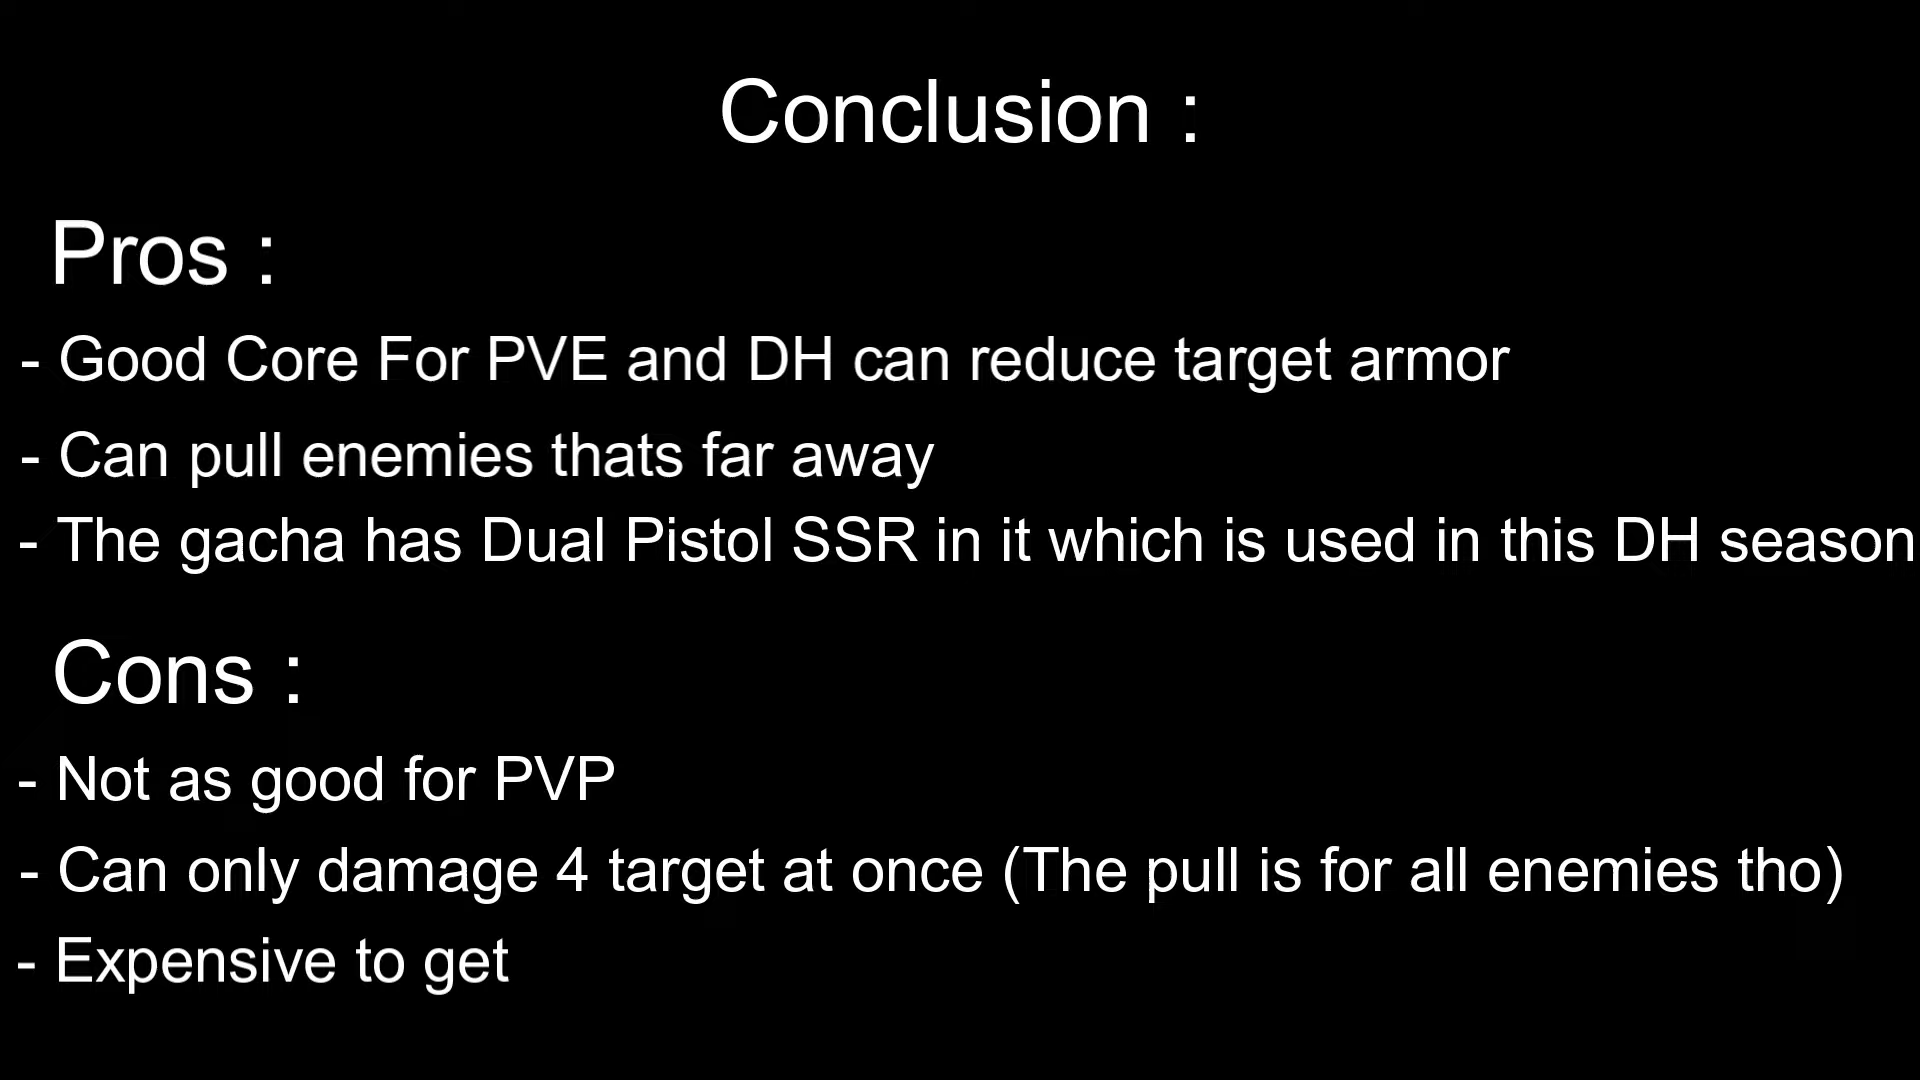 Conclusion :
Pros :
- Good Core For PVE and DH can reduce target armor
- Can pull enemies thats far away
- The gacha has Dual Pistol SSR in it which is used in this DH season
Cons :
- Not as good for PVP
- Can only damage 4 target at once (The pull is for all enemies tho)
- Expensive to get